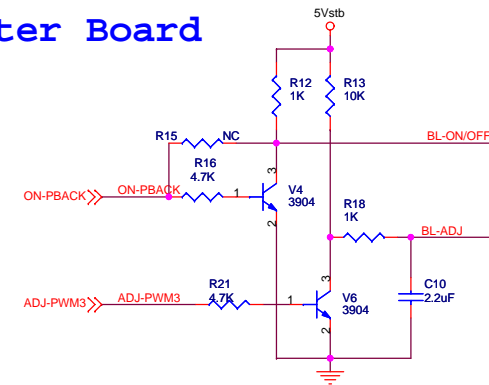 ter Board
5Vstb
R12
1K
R13
10K
R15
NC
BL-ON/OFF
R16
4.7K
ON-PBACK
ON-PBACK
1
3
2
V4
3904
R18
1K
BL-ADJ
R21
4.7K
ADJ-PWM3
ADJ-PWM3
1
3
2
V6
3904
C10
2.2uF